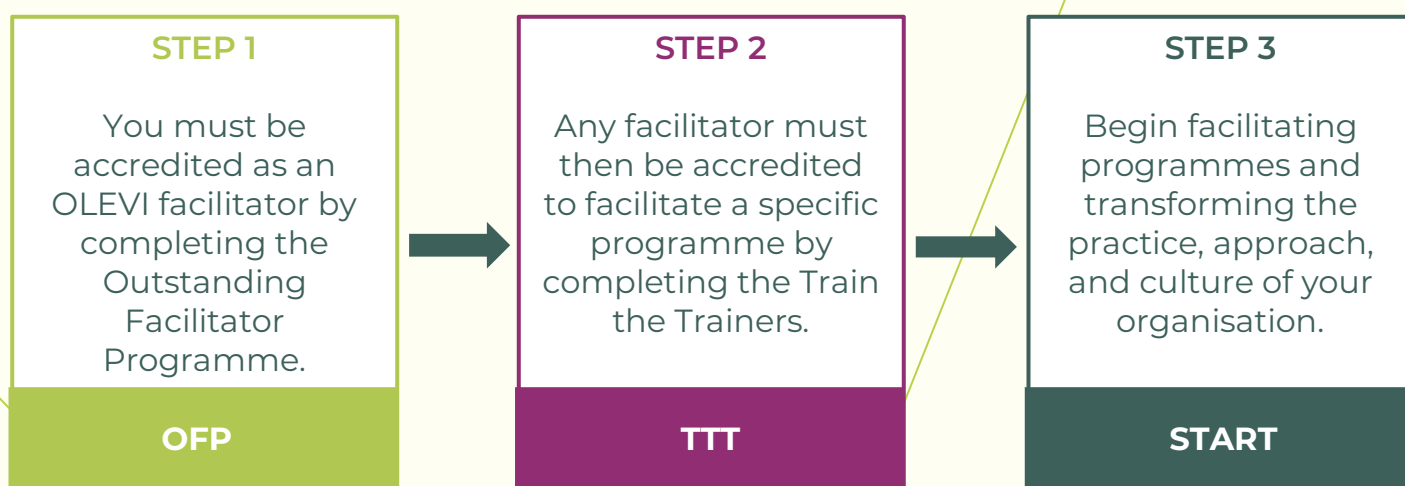 STEP 1
You must be
accredited as an
OLEVI facilitator by
completing the
Outstanding
Facilitator
Programme.
OFP
STEP 2
Any facilitator must
then be accredited
to facilitate a specific
programme by
completing the Train
the Trainers.
TTT
STEP 3
Begin facilitating
programmes and
transforming the
practice, approach,
and culture of your
organisation.
START